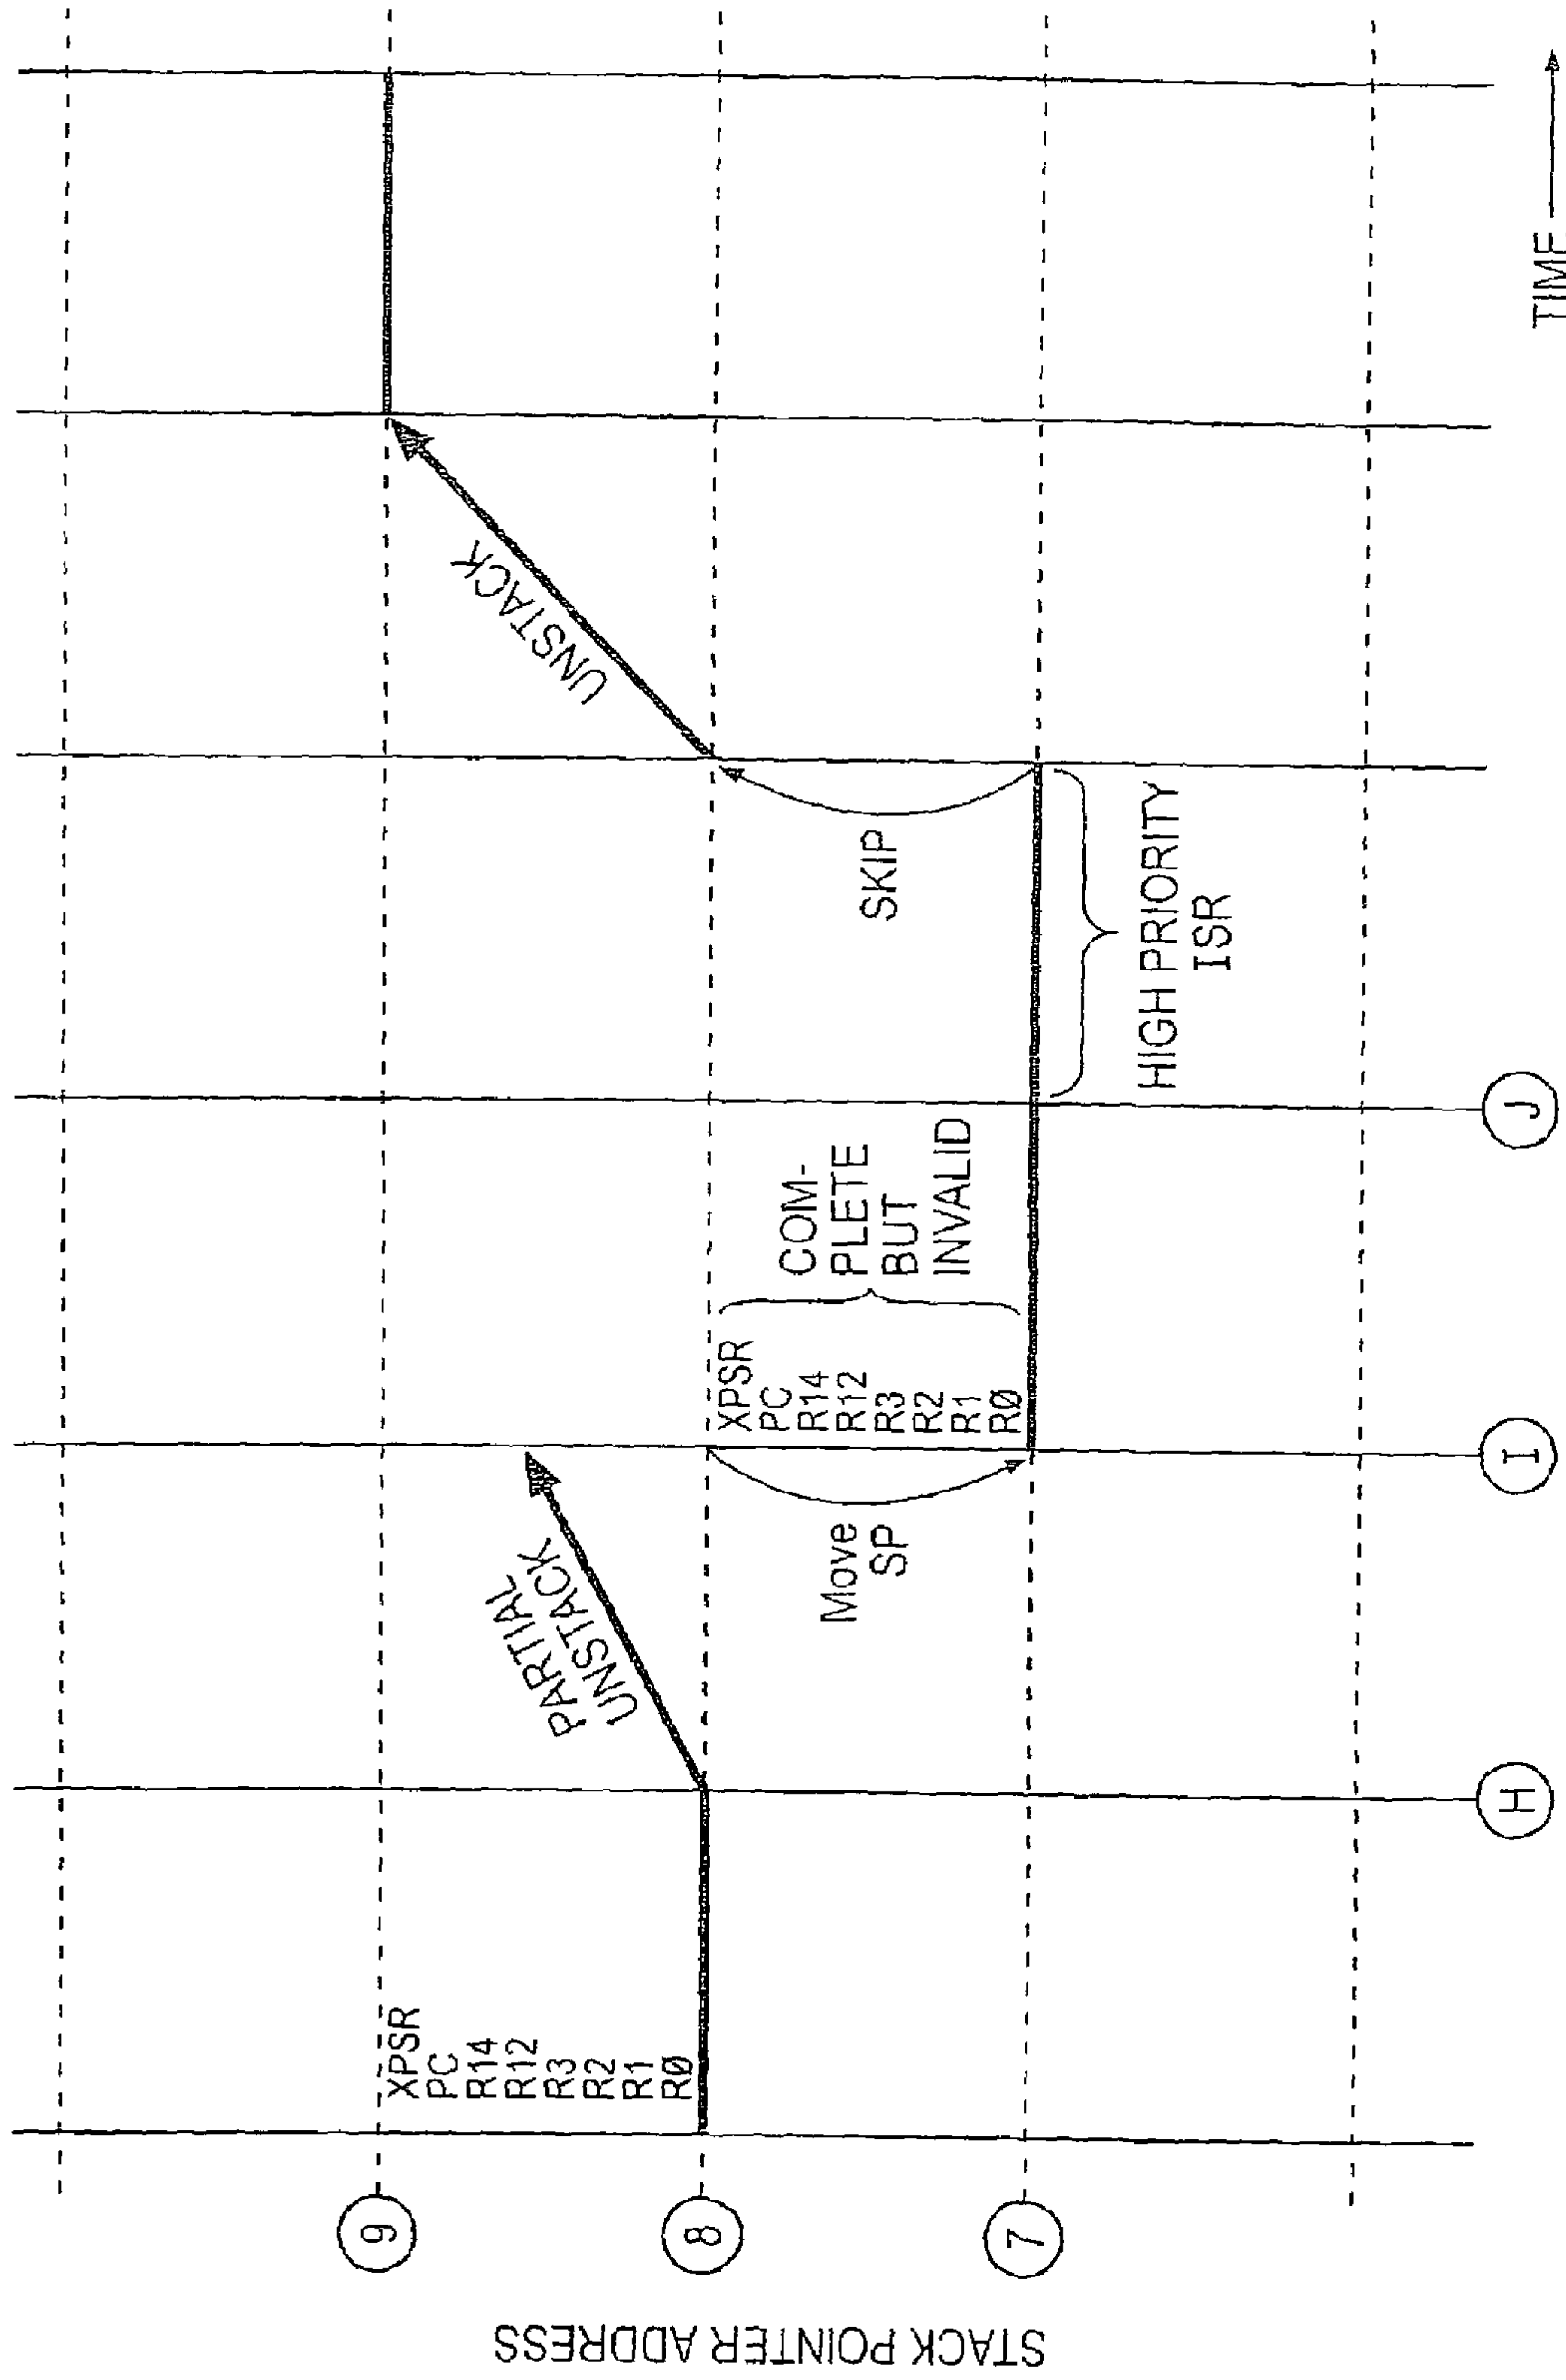 STACK POINTER ADDRESS
9
8
7
XPSR
PC
R14
R12
R3
R2
R1
RØ
PARTIAL
UNSTACK
Move
SP
XPSR
PC
R14
R12
R3
R2
R1
RØ
COM-
PLETE
BUT
INVALID
SKIP
HIGH PRIORITY
ISR
UNSTACK
H
I
J
TIME